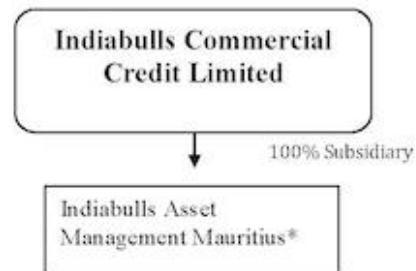 Indiabulls Commercial
Credit Limited
100% Subsidiary
Indiabulls Asset
Management Mauritius*